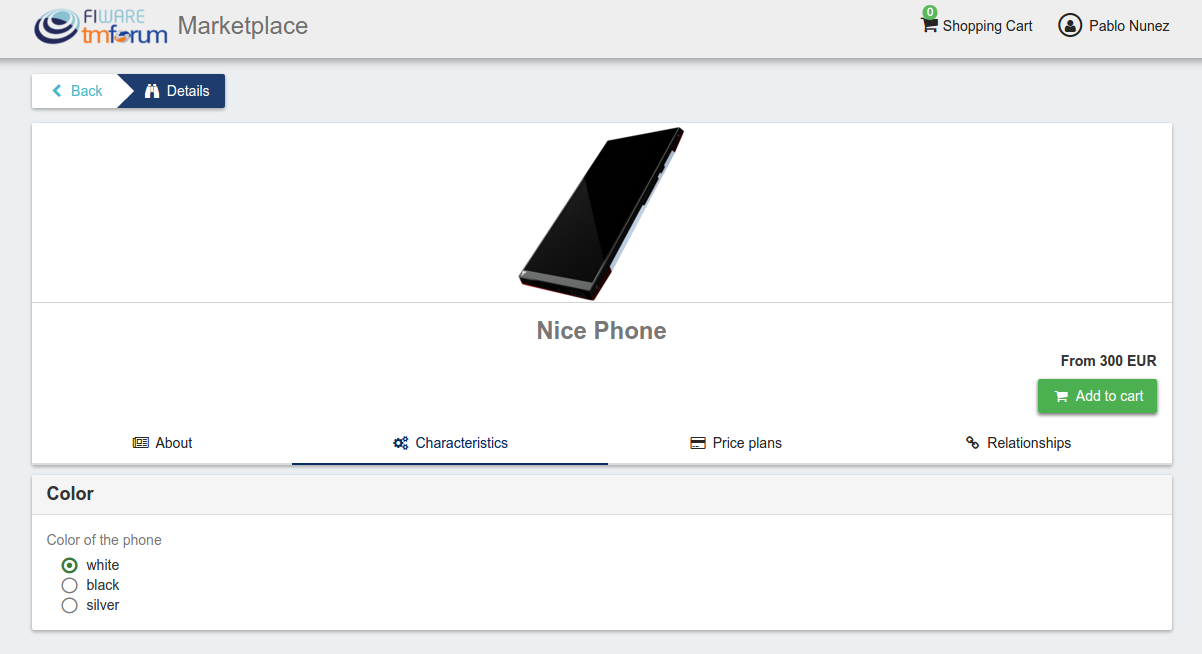 FIWARE
tmforum
Marketplace
0
Shopping Cart
Pablo Nunez
Back
Details
Nice Phone
From 300 EUR
Add to cart
About
Characteristics
Price plans
Relationships
Color
Color of the phone
white
black
silver